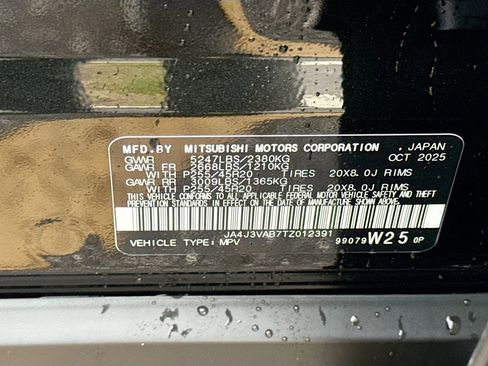 MFD.BY MITSUBISHI MOTORS CORPORATION, JAPAN
GWVR 5247LBS/2380KG OCT 2025
GAWR FR 2668LBS/1210KG
WITH P255/45R20 TIRES 20X8.0J RIMS
GAWR RR 3009LBS/1365KG
WITH P255/45R20 TIRES 20X8.0J RIMS
THIS VEHICLE CONFORMS TO ALL APPLICABLE FEDERAL MOTOR VEHICLE SAFETY, BUMPER, AND THEFT
PREVENTION STANDARDS IN EFFECT ON THE DATE OF MANUFACTURE SHOWN ABOVE.
JA4J3VAB7TZ012391
VEHICLE TYPE: MPV 99079 W25 0P